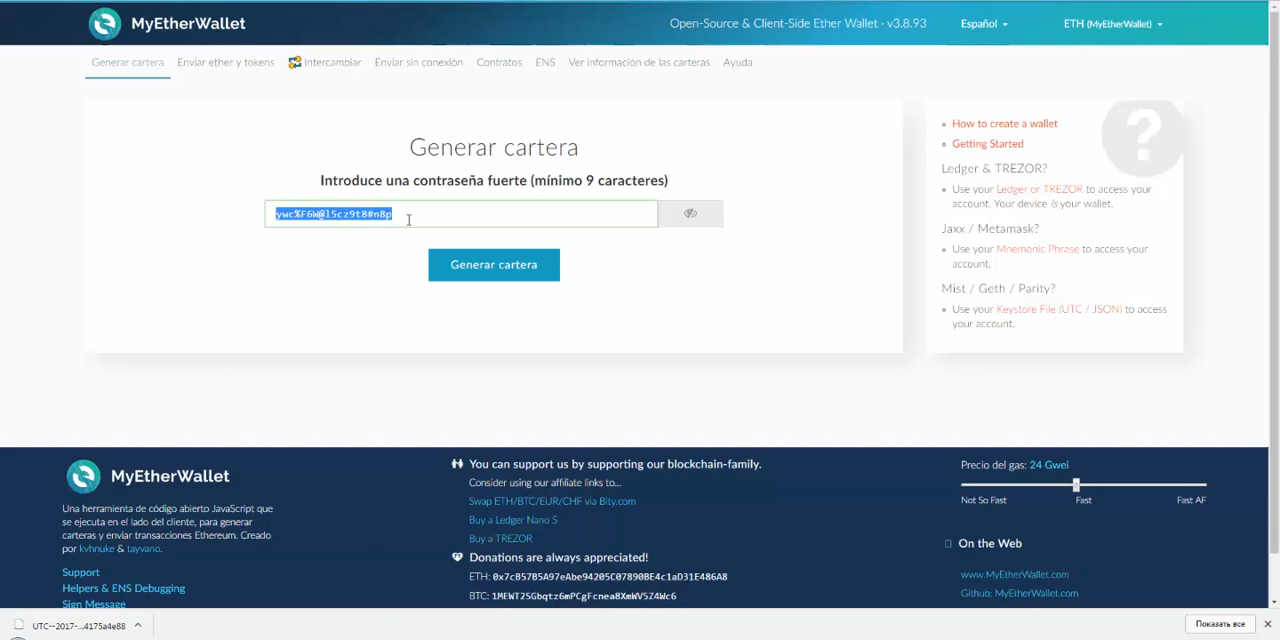 MyEtherWallet
Open-Source & Client-Side Ether Wallet · v3.8.93
Español
ETH (MyEtherWallet)
Generar cartera
Enviar ether y tokens
Intercambiar
Enviar sin conexión
Contratos
ENS
Ver información de las carteras
Ayuda
Generar cartera
Introduce una contraseña fuerte (mínimo 9 caracteres)
ywc%F6W@l5cz9t8#n8p
Generar cartera
?
How to create a wallet
Getting Started
Ledger & TREZOR?
Use your Ledger or TREZOR to access your
account. Your device is your wallet.
Jaxx / Metamask?
Use your Mnemonic Phrase to access your
account.
Mist / Geth / Parity?
Use your Keystore File (UTC / JSON) to access
your account.
MyEtherWallet
Una herramienta de código abierto JavaScript que
se ejecuta en el lado del cliente, para generar
carteras y enviar transacciones Ethereum. Creado
por kvhnuke & tayvano.
Support
Helpers & ENS Debugging
Sign Message
You can support us by supporting our blockchain-family.
Consider using our affiliate links to...
Swap ETH/BTC/EUR/CHF via Bity.com
Buy a Ledger Nano S
Buy a TREZOR
Donations are always appreciated!
ETH: 0x7cB57B5A97eAbe94205C07890BE4c1aD31E486A8
BTC: 1MEWT2SGbqtz6mPCgFcnea8XmWV5Z4Wc6
Precio del gas: 24 Gwei
Not So Fast
Fast
Fast AF
On the Web
www.MyEtherWallet.com
Github: MyEtherWallet.com
UTC--2017-...4175a4e88
Показать все